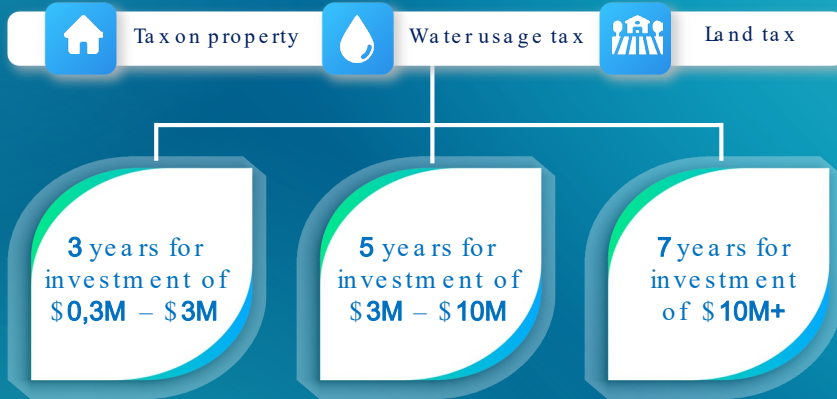 Tax on property
Water usage tax
Land tax
3 years for
investment of
$0,3M – $3M
5 years for
investment of
$3M – $10M
7 years for
investment
of $10M+